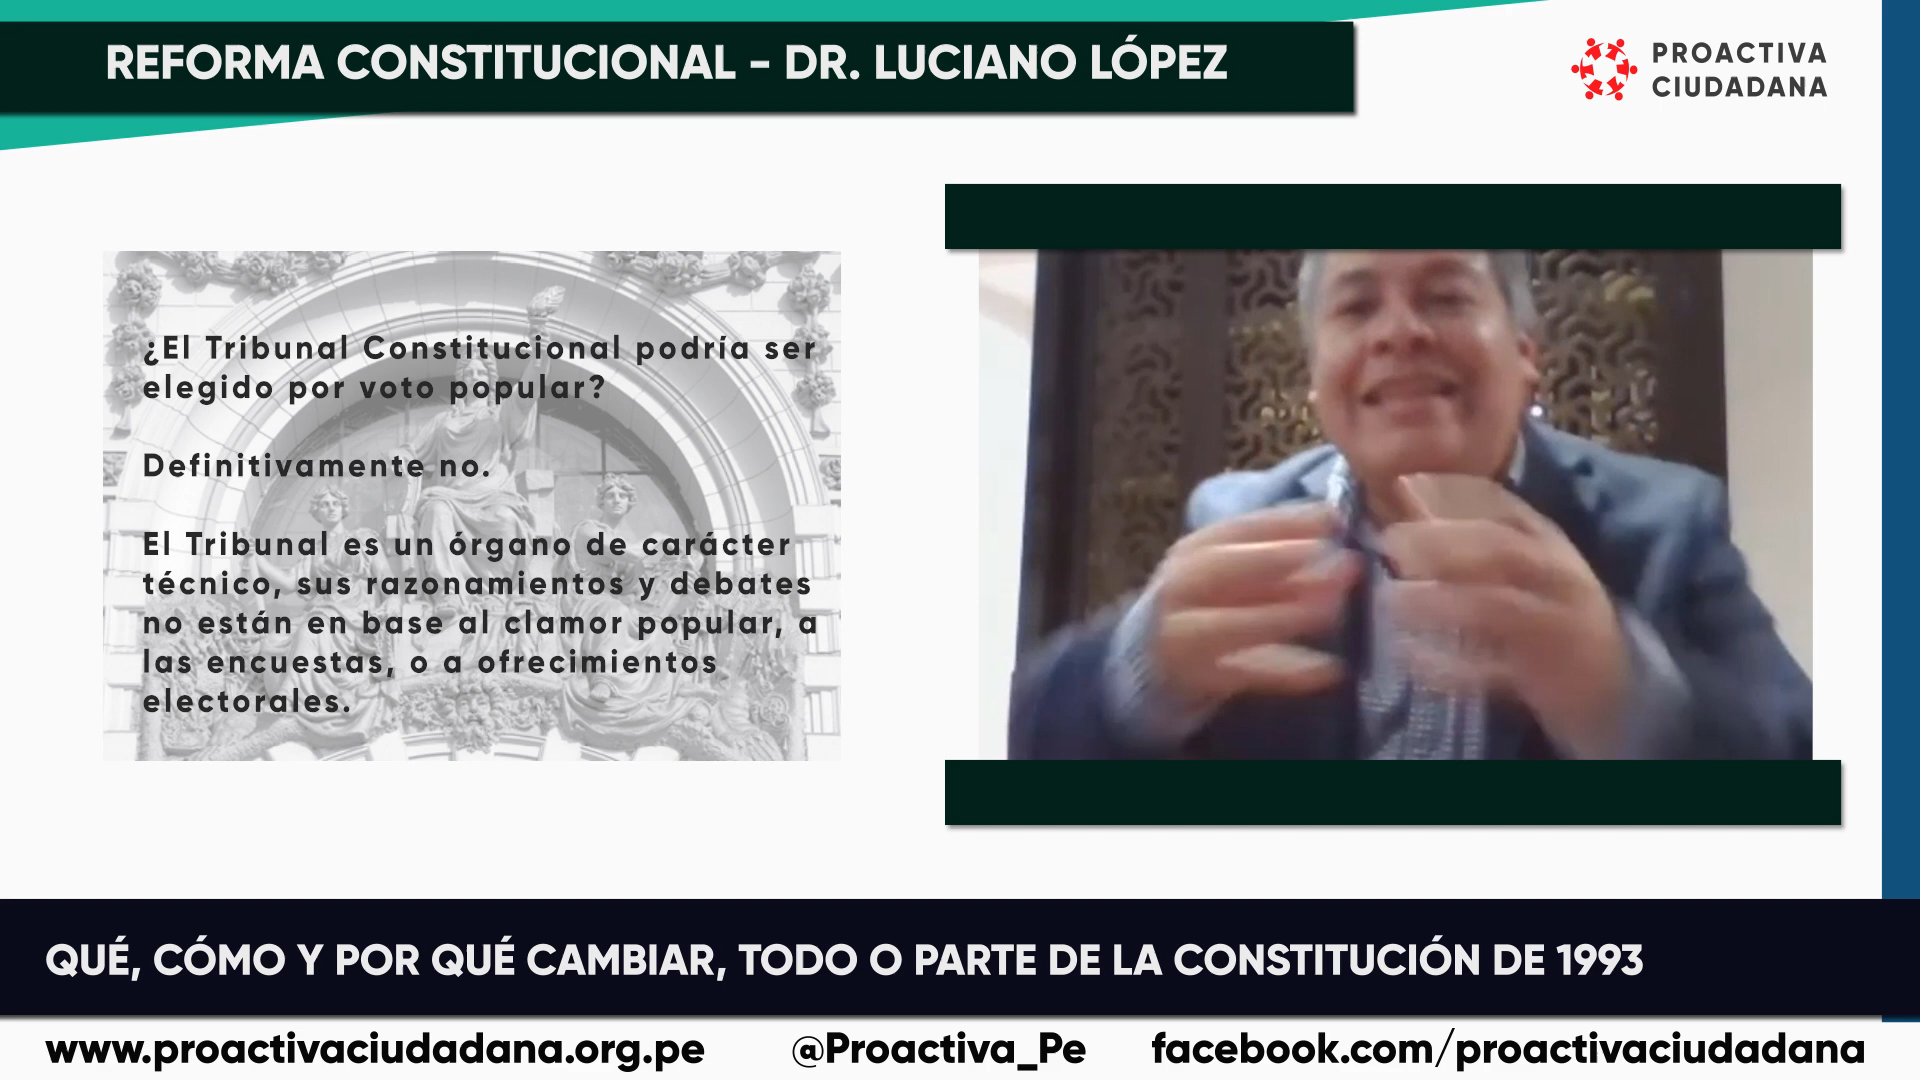 REFORMA CONSTITUCIONAL - DR. LUCIANO LÓPEZ
PROACTIVA
CIUDADANA
¿El Tribunal Constitucional podría ser
elegido por voto popular?
Definitivamente no.
El Tribunal es un órgano de carácter
técnico, sus razonamientos y debates
no están en base al clamor popular, a
las encuestas, o a ofrecimientos
electorales.
QUÉ, CÓMO Y POR QUÉ CAMBIAR, TODO O PARTE DE LA CONSTITUCIÓN DE 1993
www.proactivaciudadana.org.pe @Proactiva_Pe facebook.com/proactivaciudadana